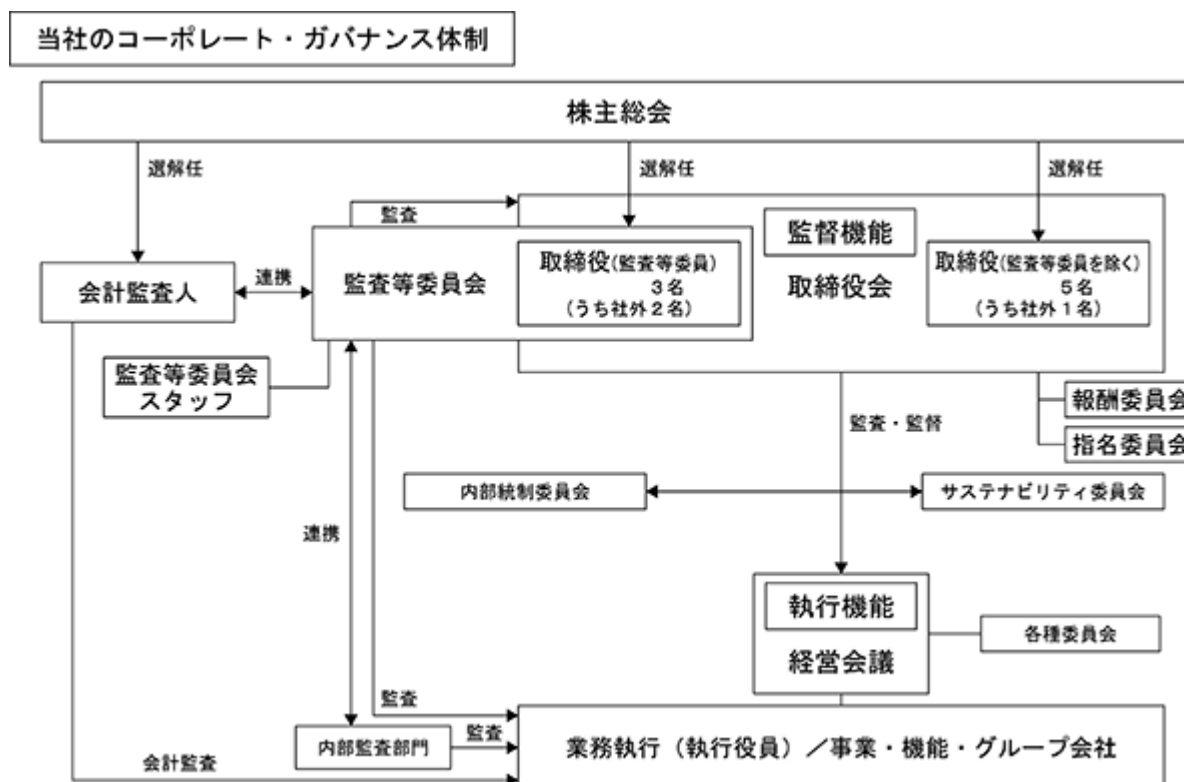 当社のコーポレート・ガバナンス体制
株主総会
選解任
選解任
選解任
監査
監督機能
取締役会
会計監査人
連携
監査等委員会
取締役(監査等委員)
3名
(うち社外2名)
取締役(監査等委員を除く)
5名
(うち社外1名)
監査等委員会
スタッフ
報酬委員会
指名委員会
監査・監督
内部統制委員会
サステナビリティ委員会
連携
執行機能
経営会議
各種委員会
監査
内部監査部門
監査
業務執行(執行役員)/事業・機能・グループ会社
会計監査